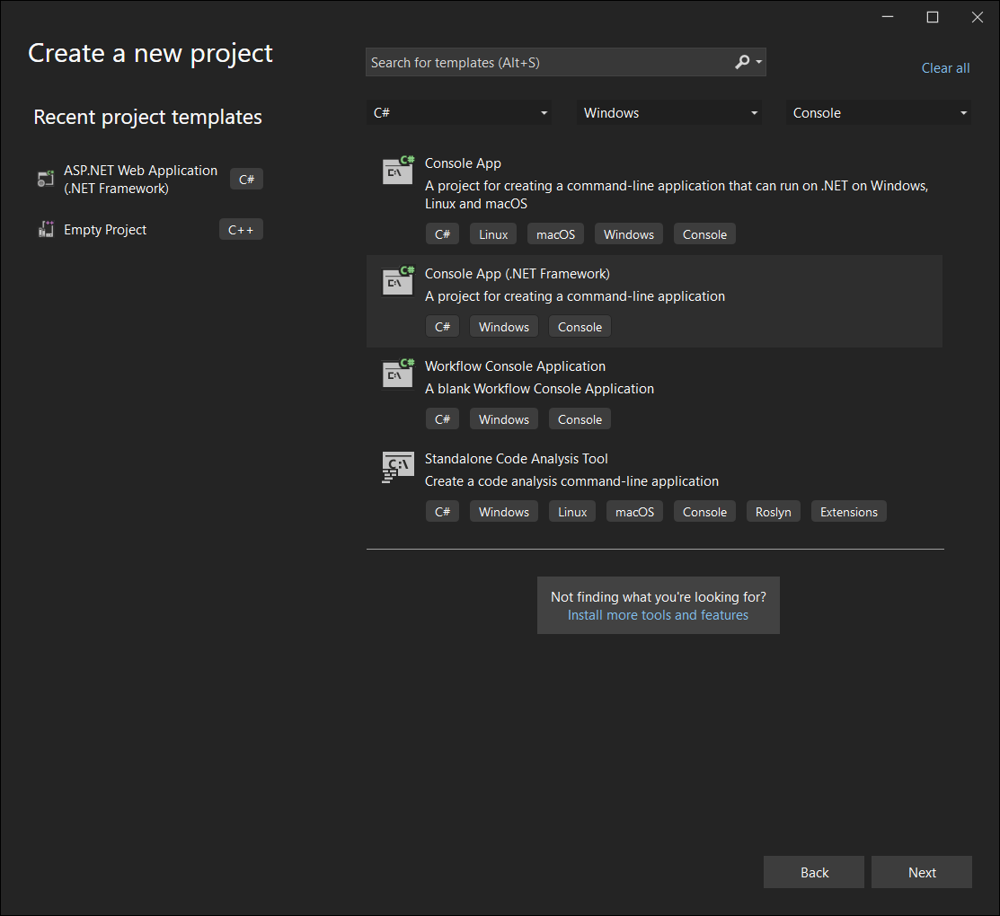 Create a new project
Search for templates (Alt+S)
Clear all
Recent project templates
ASP.NET Web Application
(.NET Framework)
C#
Empty Project
C++
C#
Windows
Console
Console App
A project for creating a command-line application that can run on .NET on Windows,
Linux and macOS
C# Linux macOS Windows Console
Console App (.NET Framework)
A project for creating a command-line application
C# Windows Console
Workflow Console Application
A blank Workflow Console Application
C# Windows Console
Standalone Code Analysis Tool
Create a code analysis command-line application
C# Windows Linux macOS Console Roslyn Extensions
Not finding what you're looking for?
Install more tools and features
Back
Next